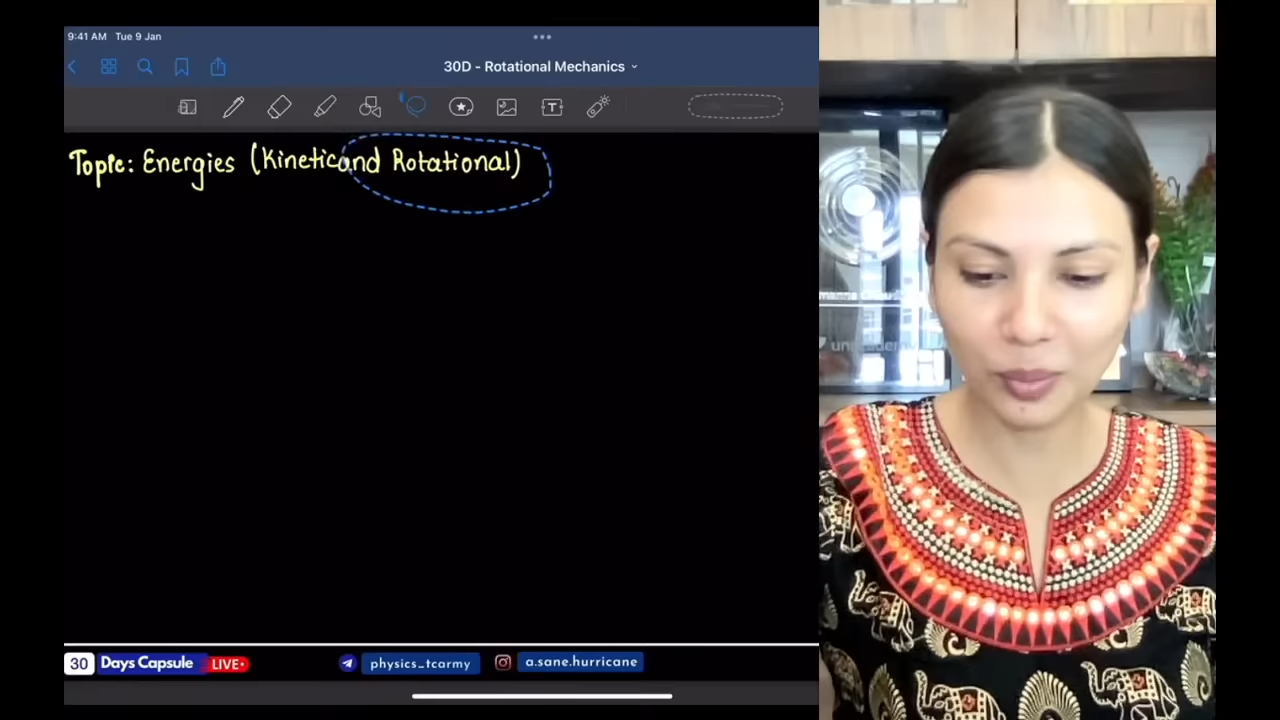 9:41 AM Tue 9 Jan
30D - Rotational Mechanics
Topic: Energies (Kinetic and Rotational)
30 Days Capsule LIVE physics_tcarmy a.sane.hurricane